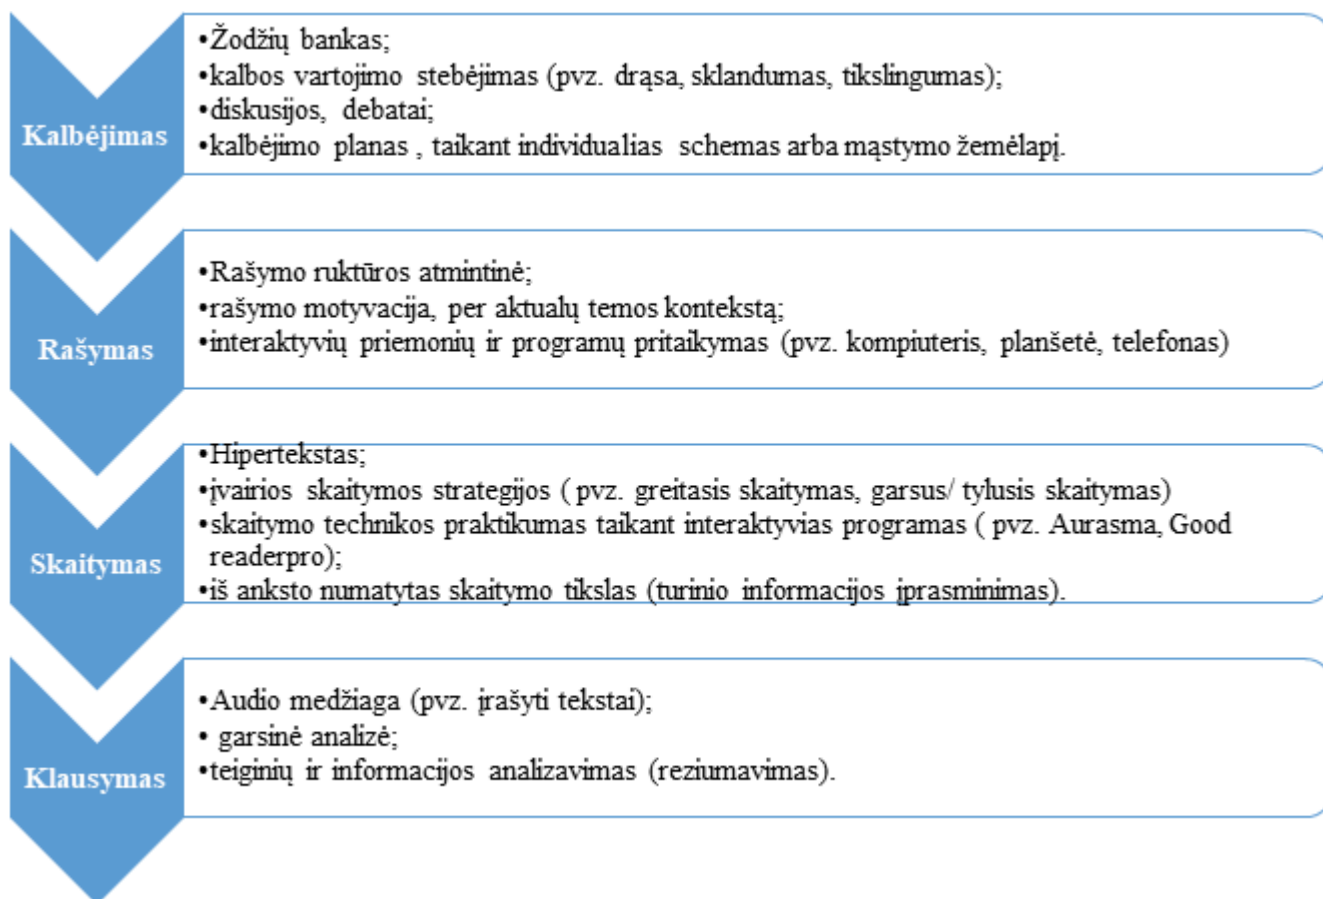 Kalbėjimas
•Žodžių bankas;
•kalbos vartojimo stebėjimas (pvz. drąsa, sklandumas, tikslingumas);
•diskusijos, debatai;
•kalbėjimo planas , taikant individualias schemas arba mąstymo žemėlapį.
Rašymas
•Rašymo ruktūros atmintinė;
•rašymo motyvacija, per aktualų temos kontekstą;
•interaktyvių priemonių ir programų pritaikymas (pvz. kompiuteris, planšetė, telefonas)
Skaitymas
•Hipertekstas;
•įvairios skaitymos strategijos ( pvz. greitasis skaitymas, garsus/ tylusis skaitymas)
•skaitymo technikos praktikumas taikant interaktyvias programas ( pvz. Aurasma, Good
readerpro);
•iš anksto numatytas skaitymo tikslas (turinio informacijos įprasminimas).
Klausymas
•Audio medžiaga (pvz. įrašyti tekstai);
• garsinė analizė;
•teiginių ir informacijos analizavimas (reziumavimas).